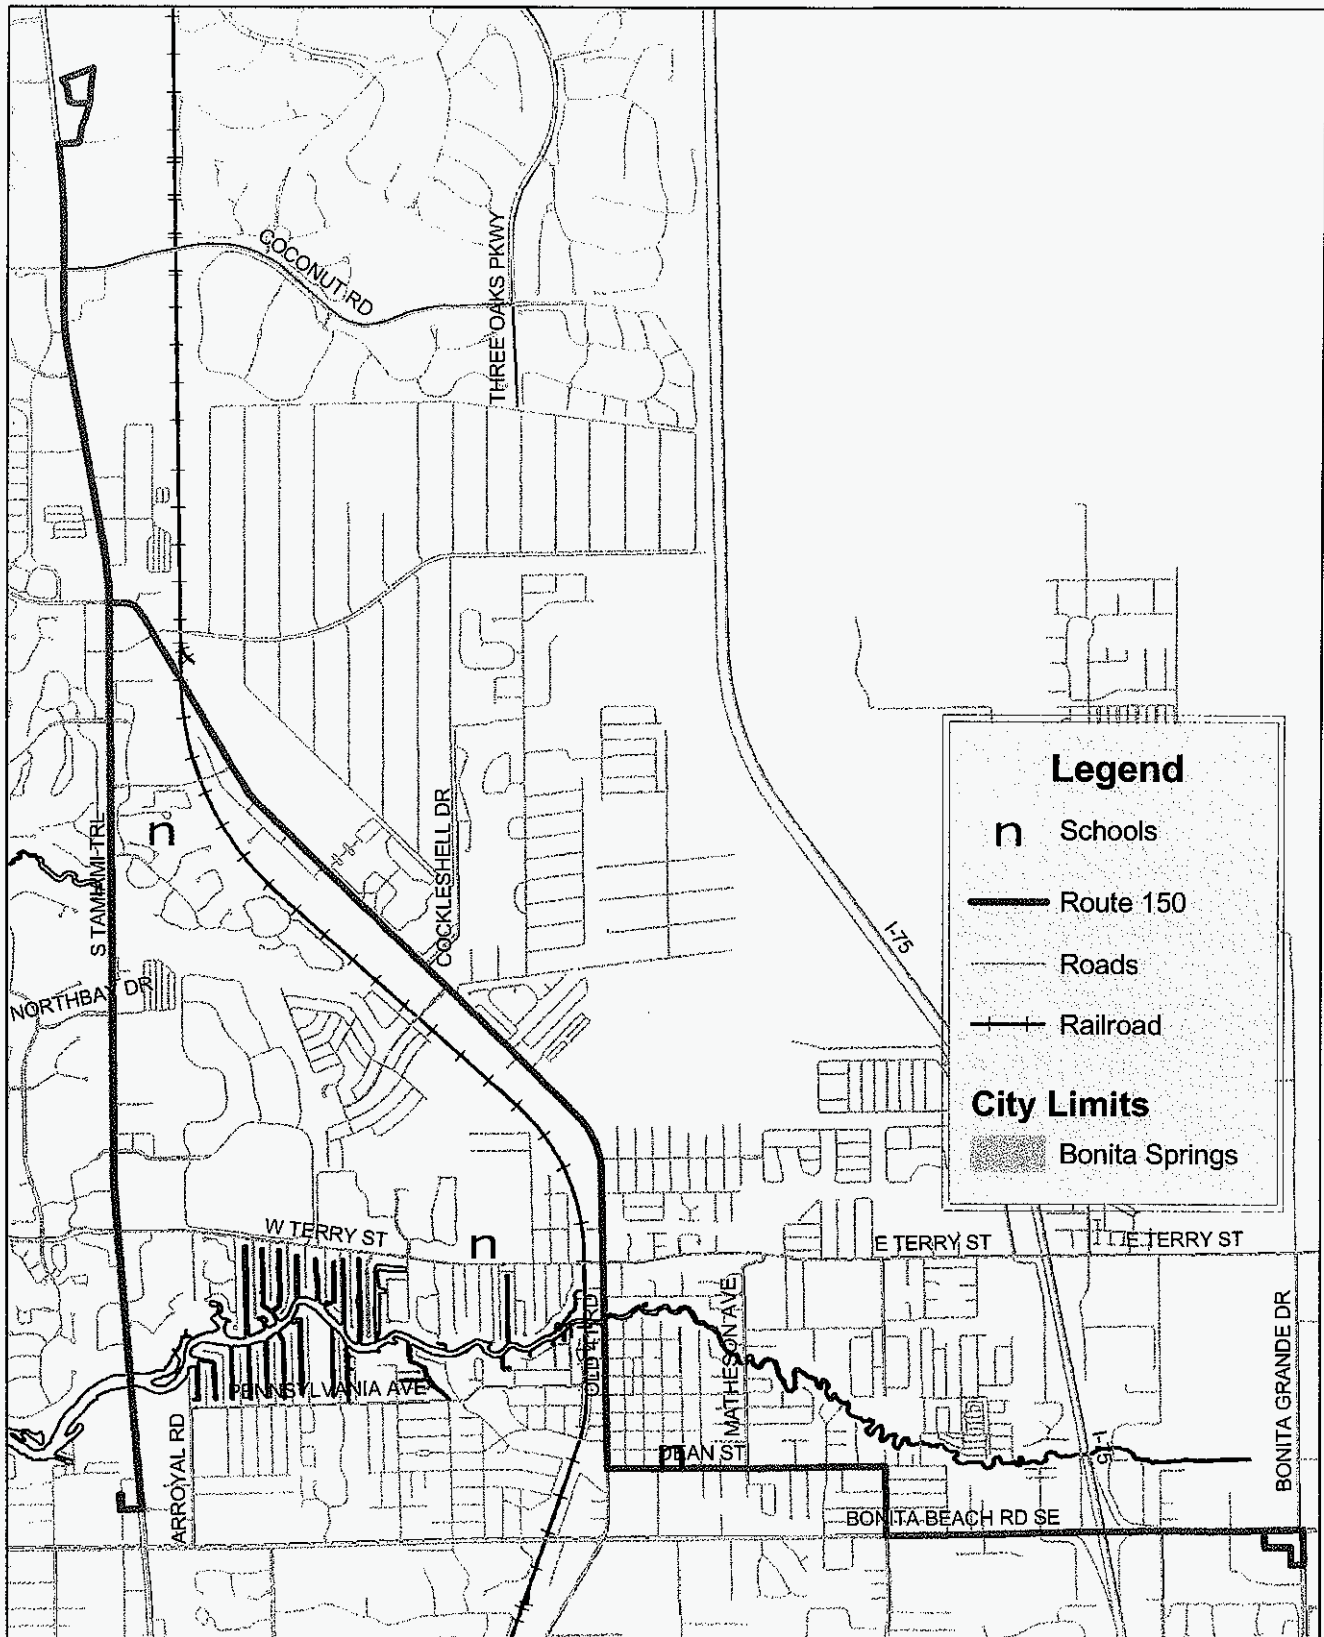 COCONUT RD
THREE OAKS PKWY
Legend
n Schools
Route 150
Roads
Railroad
City Limits
Bonita Springs
S TAMIAMI TRL
n
COCKLESHELL DR
I-75
NORTHBAY DR
W TERRY ST
n
E TERRY ST
E TERRY ST
OLD 41 RD
MATHESON AVE
BONITA GRANDE DR
PENNSYLVANIA AVE
ARROYAL RD
DEAN ST
I-75
BONITA BEACH RD SE